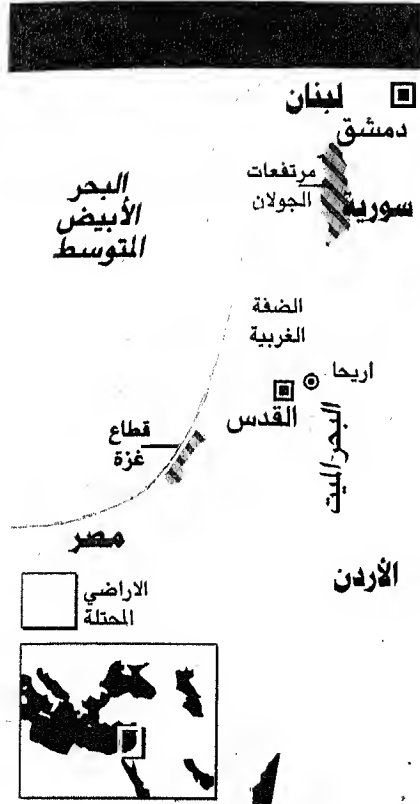 لبنان
دمشق
مرتفعات
الجولان
سورية
البحر
الأبيض
المتوسط
الضفة
الغربية
اريحا
القدس
البحر الميت
قطاع
غزة
مصر
الأردن
الاراضي
المحتلة